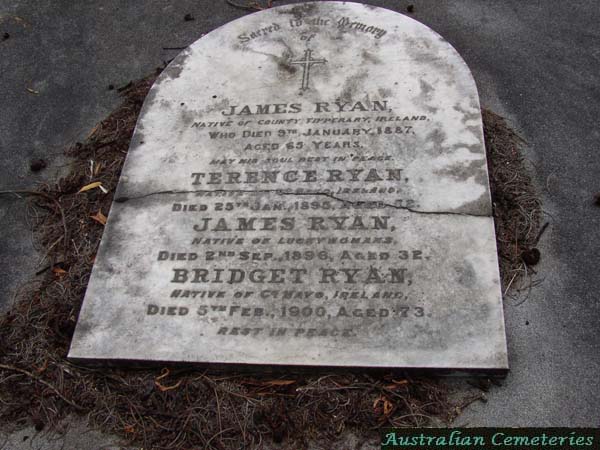 Sacred to the Memory
of
JAMES RYAN,
NATIVE OF COUNTY TIPPERARY, IRELAND,
WHO DIED 9TH JANUARY, 1887,
AGED 65 YEARS.
MAY HIS SOUL REST IN PEACE.
TERENCE RYAN,
IRELAND.
DIED 25TH JAN., 1895, AGED
JAMES RYAN,
NATIVE OF LUCKYWOMANS,
DIED 2ND SEP., 1896, AGED 32.
BRIDGET RYAN,
NATIVE OF CO MAYO, IRELAND,
DIED 5TH FEB., 1900, AGED 73.
REST IN PEACE.
Australian Cemeteries